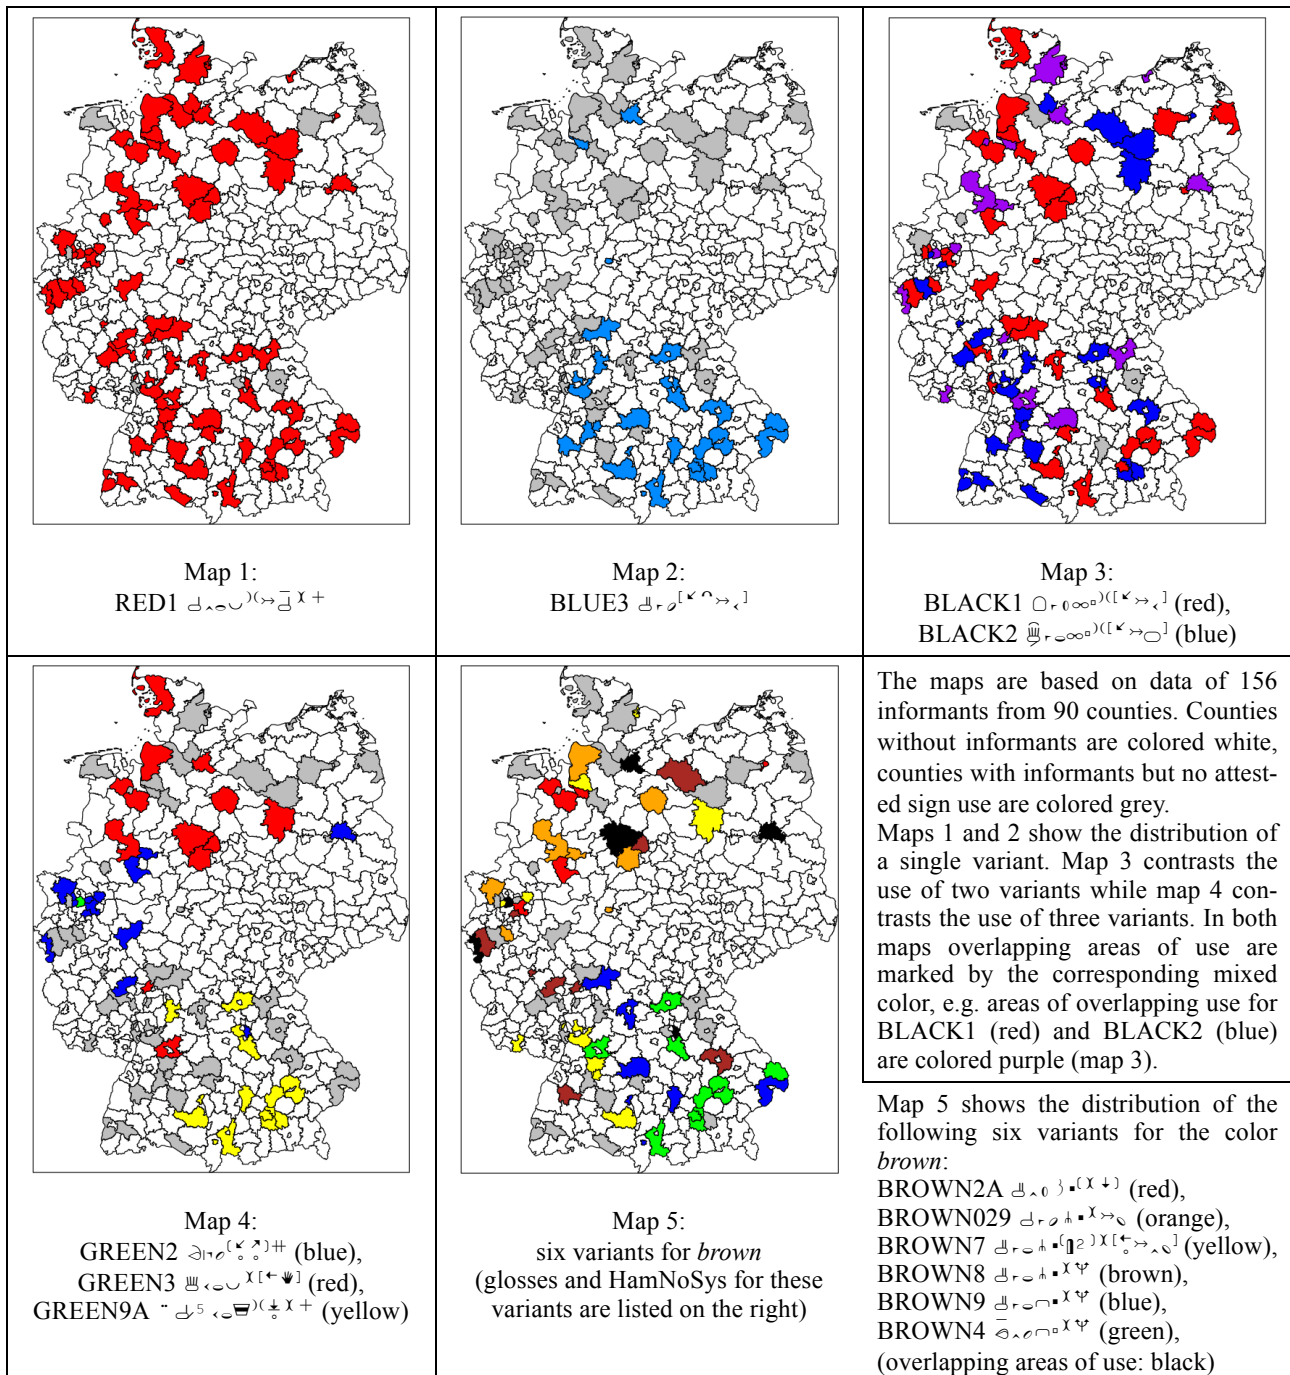 Map 1:
RED1
Map 2:
BLUE3
Map 3:
BLACK1 (red),
BLACK2 (blue)
Map 4:
GREEN2 (blue),
GREEN3 (red),
GREEN9A (yellow)
Map 5:
six variants for brown
(glosses and HamNoSys for these
variants are listed on the right)
The maps are based on data of 156
informants from 90 counties. Counties
without informants are colored white,
counties with informants but no attest-
ed sign use are colored grey.
Maps 1 and 2 show the distribution of
a single variant. Map 3 contrasts the
use of two variants while map 4 con-
trasts the use of three variants. In both
maps overlapping areas of use are
marked by the corresponding mixed
color, e.g. areas of overlapping use for
BLACK1 (red) and BLACK2 (blue)
are colored purple (map 3).
Map 5 shows the distribution of the
following six variants for the color
brown:
BROWN2A (red),
BROWN029 (orange),
BROWN7 (yellow),
BROWN8 (brown),
BROWN9 (blue),
BROWN4 (green),
(overlapping areas of use: black)